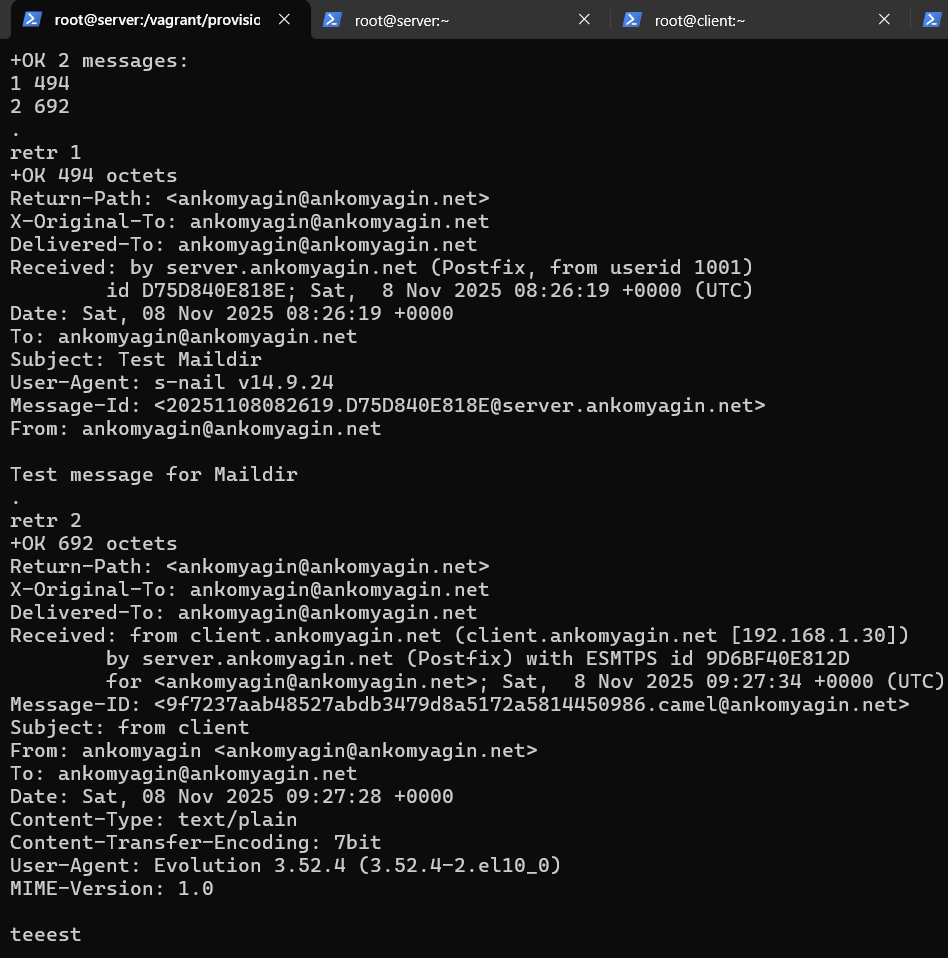 root@server:/vagrant/provisic
root@server:~
root@client:~
+OK 2 messages:
1 494
2 692
.
retr 1
+OK 494 octets
Return-Path: <ankomyagin@ankomyagin.net>
X-Original-To: ankomyagin@ankomyagin.net
Delivered-To: ankomyagin@ankomyagin.net
Received: by server.ankomyagin.net (Postfix, from userid 1001)
        id D75D840E818E; Sat,  8 Nov 2025 08:26:19 +0000 (UTC)
Date: Sat, 08 Nov 2025 08:26:19 +0000
To: ankomyagin@ankomyagin.net
Subject: Test Maildir
User-Agent: s-nail v14.9.24
Message-Id: <20251108082619.D75D840E818E@server.ankomyagin.net>
From: ankomyagin@ankomyagin.net

Test message for Maildir
.
retr 2
+OK 692 octets
Return-Path: <ankomyagin@ankomyagin.net>
X-Original-To: ankomyagin@ankomyagin.net
Delivered-To: ankomyagin@ankomyagin.net
Received: from client.ankomyagin.net (client.ankomyagin.net [192.168.1.30])
        by server.ankomyagin.net (Postfix) with ESMTPS id 9D6BF40E812D
        for <ankomyagin@ankomyagin.net>; Sat,  8 Nov 2025 09:27:34 +0000 (UTC)
Message-ID: <9f7237aab48527abdb3479d8a5172a5814450986.camel@ankomyagin.net>
Subject: from client
From: ankomyagin <ankomyagin@ankomyagin.net>
To: ankomyagin@ankomyagin.net
Date: Sat, 08 Nov 2025 09:27:28 +0000
Content-Type: text/plain
Content-Transfer-Encoding: 7bit
User-Agent: Evolution 3.52.4 (3.52.4-2.el10_0)
MIME-Version: 1.0

teeest